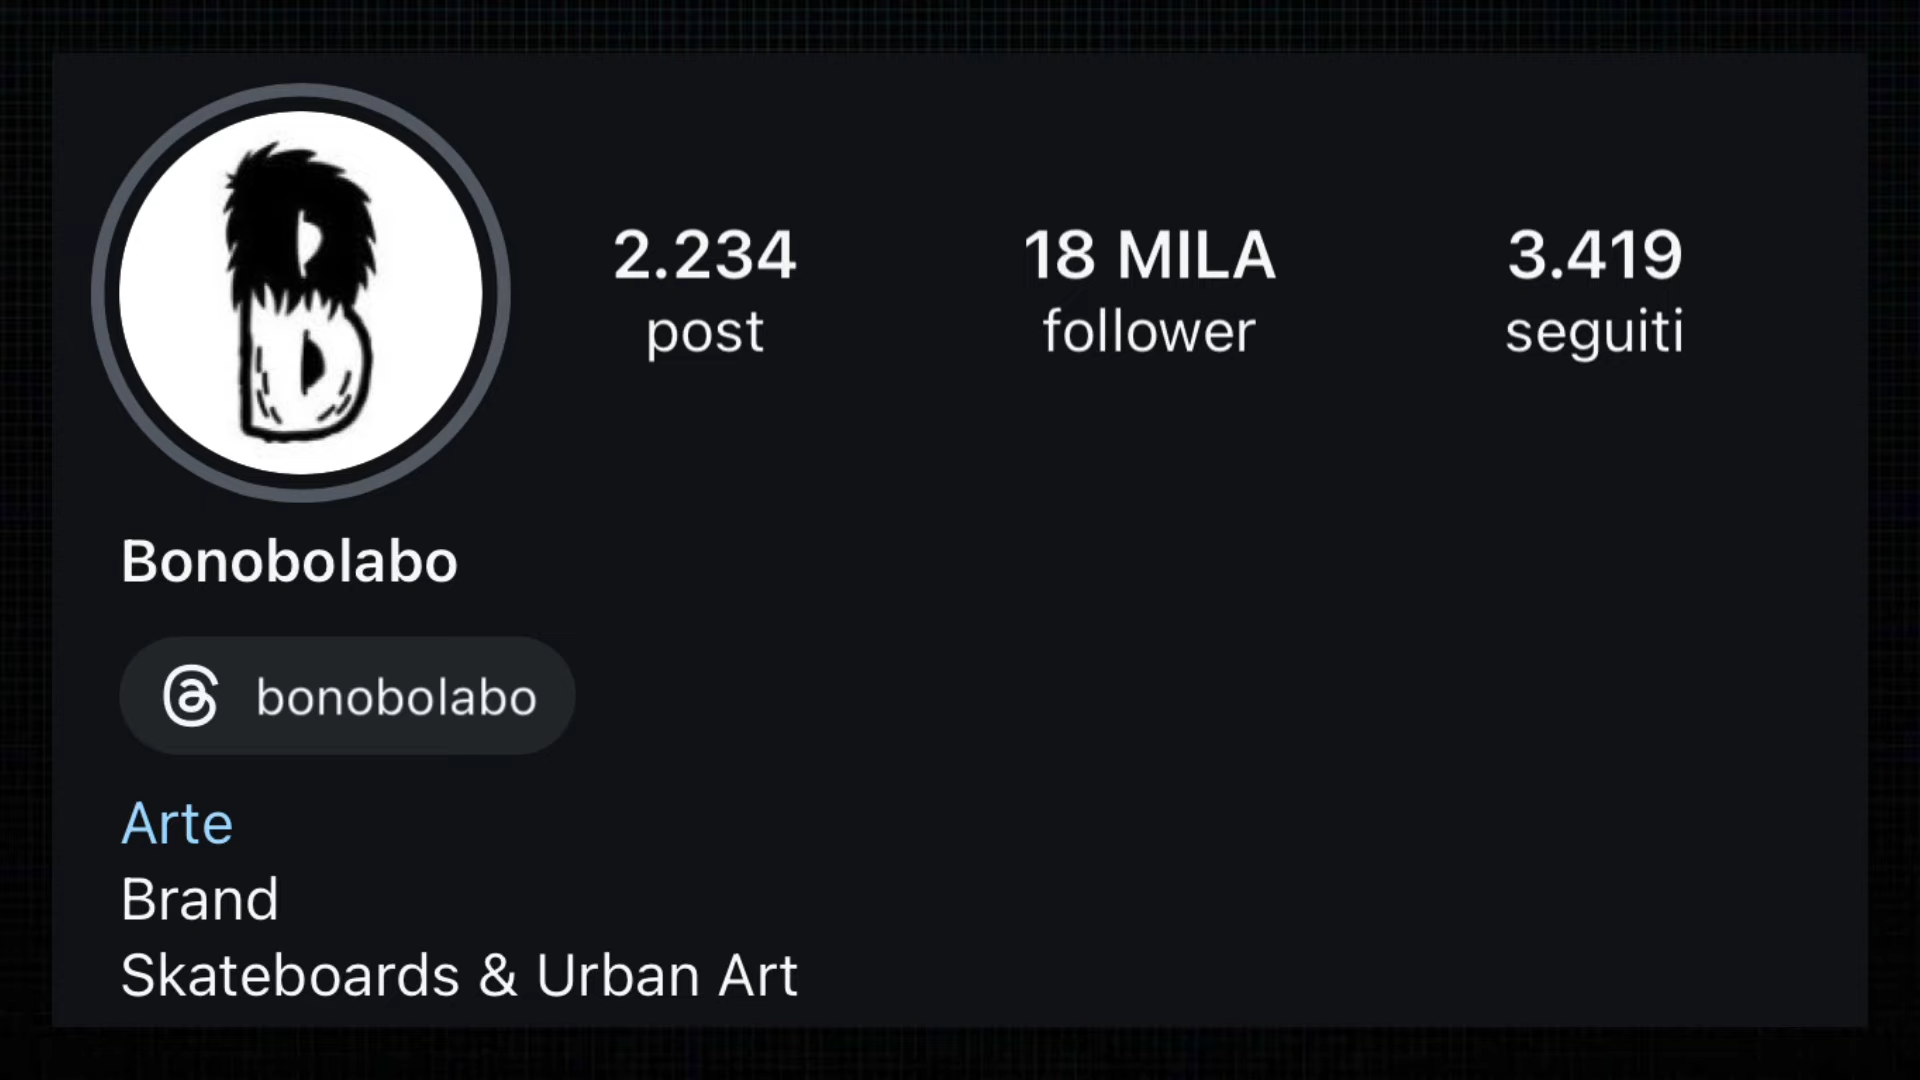 2.234 18 MILA 3.419
post follower seguiti
Bonobolabo
bonobolabo
Arte
Brand
Skateboards & Urban Art